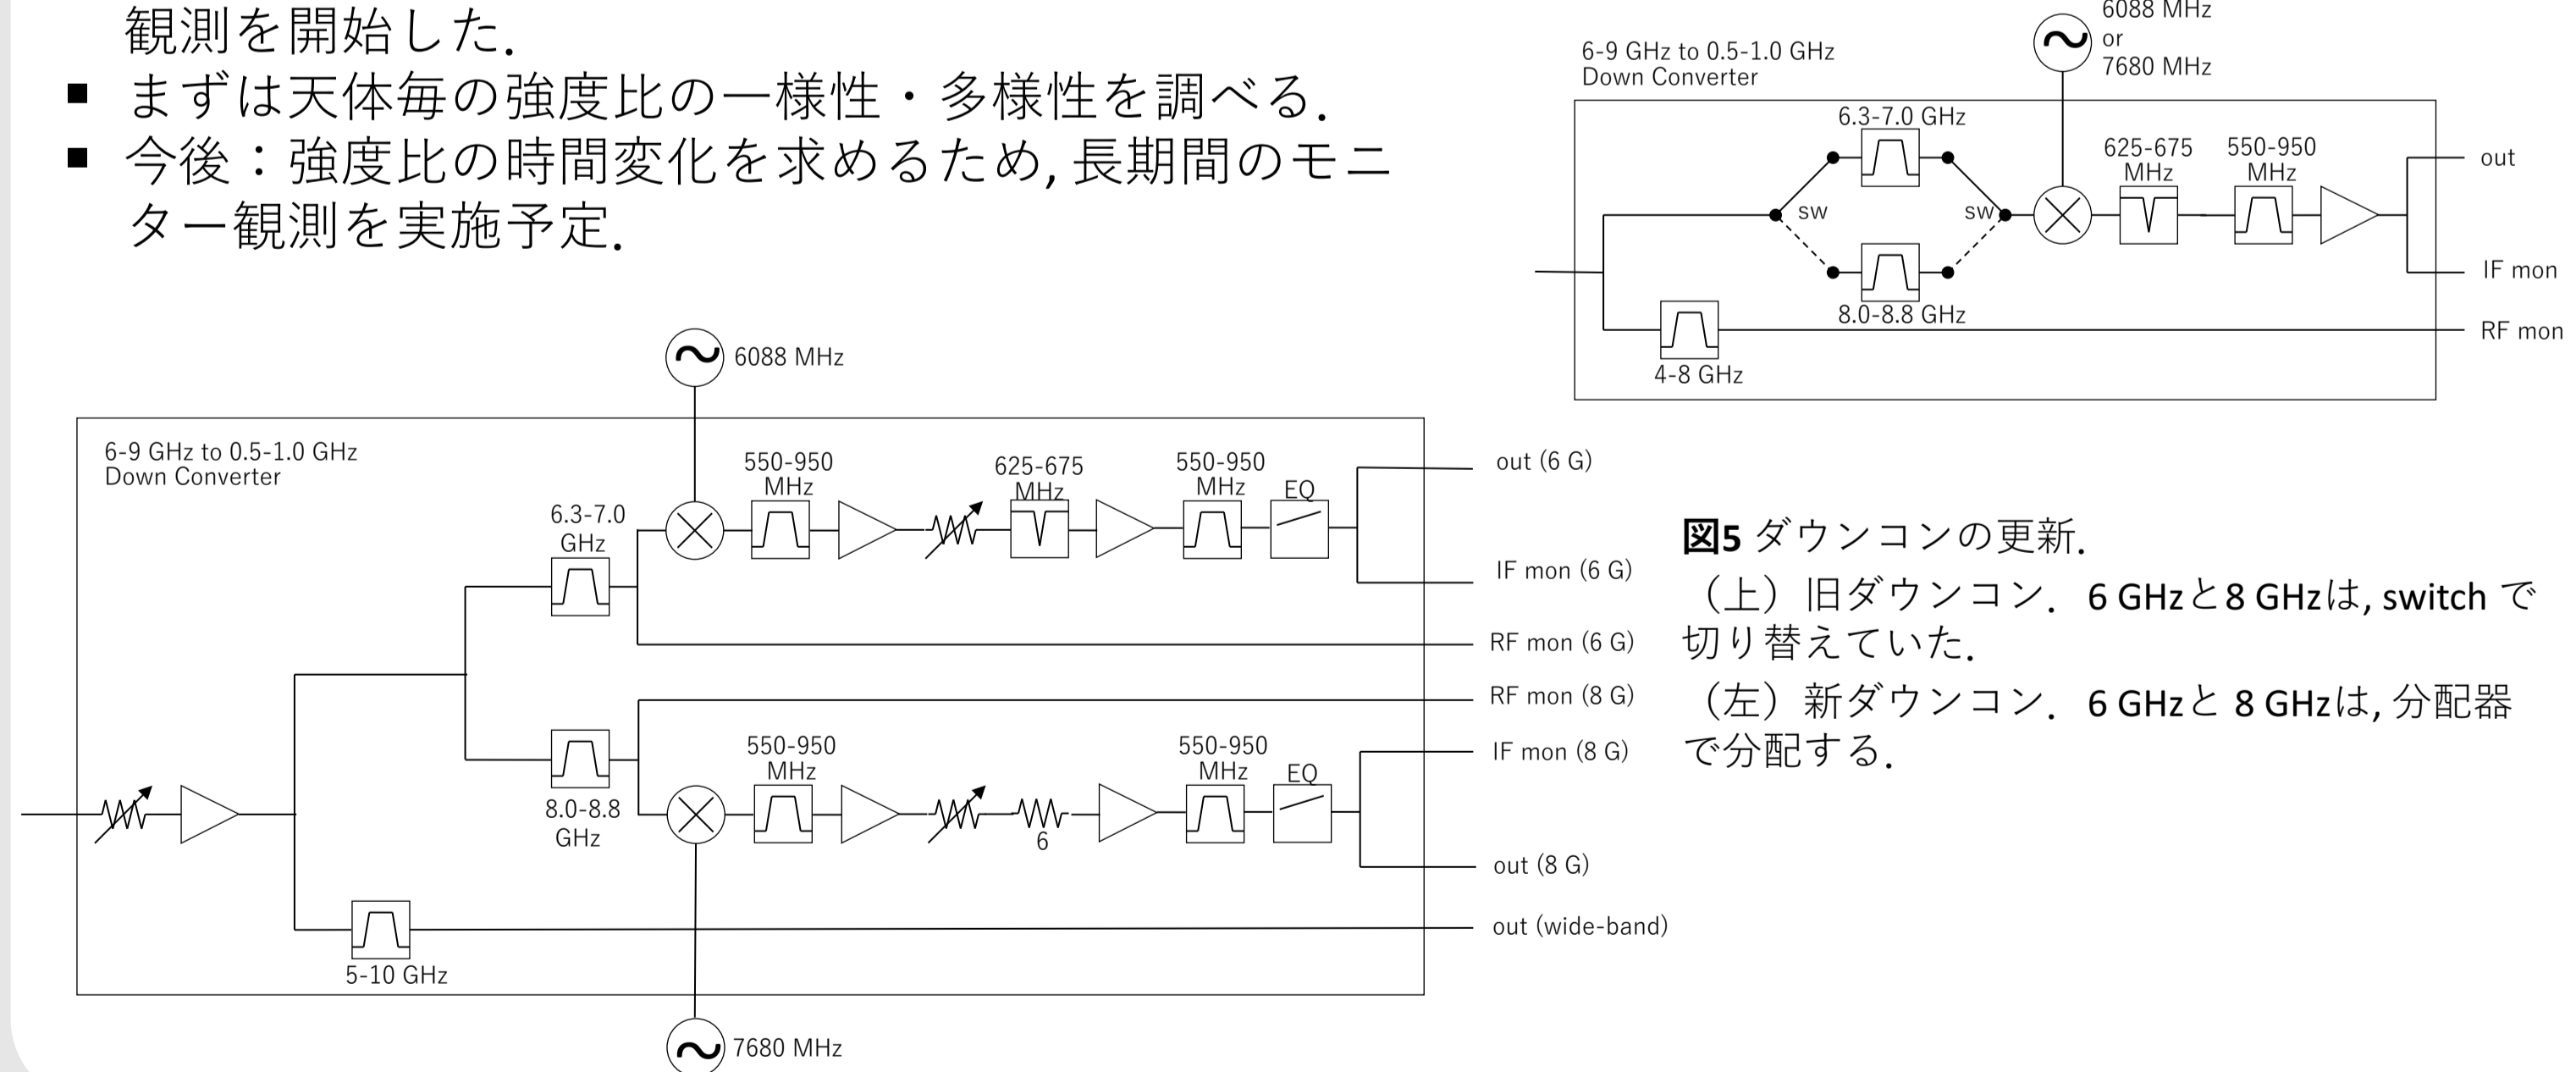 観測を開始した.
▪ まずは天体毎の強度比の一様性・多様性を調べる.
▪ 今後：強度比の時間変化を求めるため, 長期間のモニ
ター観測を実施予定.
6088 MHz
or
7680 MHz
6-9 GHz to 0.5-1.0 GHz
Down Converter
6.3-7.0 GHz
625-675
MHz
550-950
MHz
out
sw
sw
IF mon
8.0-8.8 GHz
RF mon
4-8 GHz
6088 MHz
6-9 GHz to 0.5-1.0 GHz
Down Converter
550-950
MHz
625-675
MHz
550-950
MHz
EQ
out (6 G)
6.3-7.0
GHz
IF mon (6 G)
RF mon (6 G)
RF mon (8 G)
550-950
MHz
550-950
MHz
EQ
IF mon (8 G)
8.0-8.8
GHz
6
out (8 G)
out (wide-band)
5-10 GHz
7680 MHz
図5 ダウンコンの更新.
（上）旧ダウンコン. 6 GHzと8 GHzは, switch で
切り替えていた.
（左）新ダウンコン. 6 GHzと 8 GHzは, 分配器
で分配する.